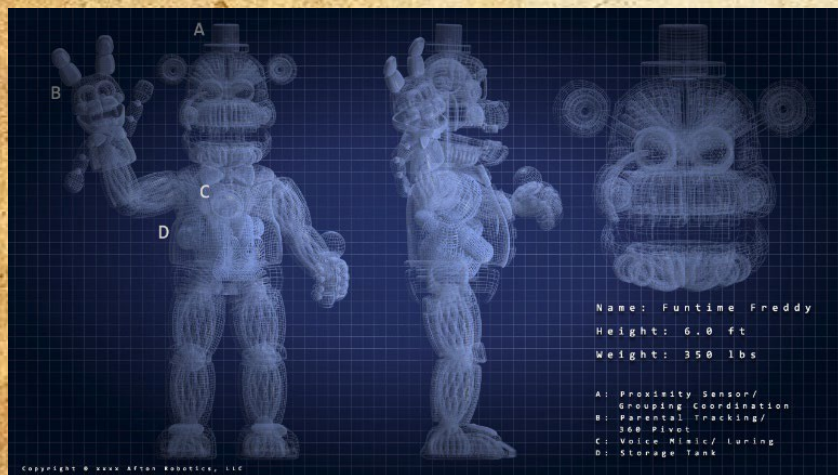 A
B
C
D
Name: Funtime Freddy
Height: 6.0 ft
Weight: 350 lbs
A: Proximity Sensor/
Grouping Coordination
B: Parental Tracking/
360 Pivot
C: Voice Mimic/ Luring
D: Storage Tank
Copyright © xxxx Afton Robotics, LLC